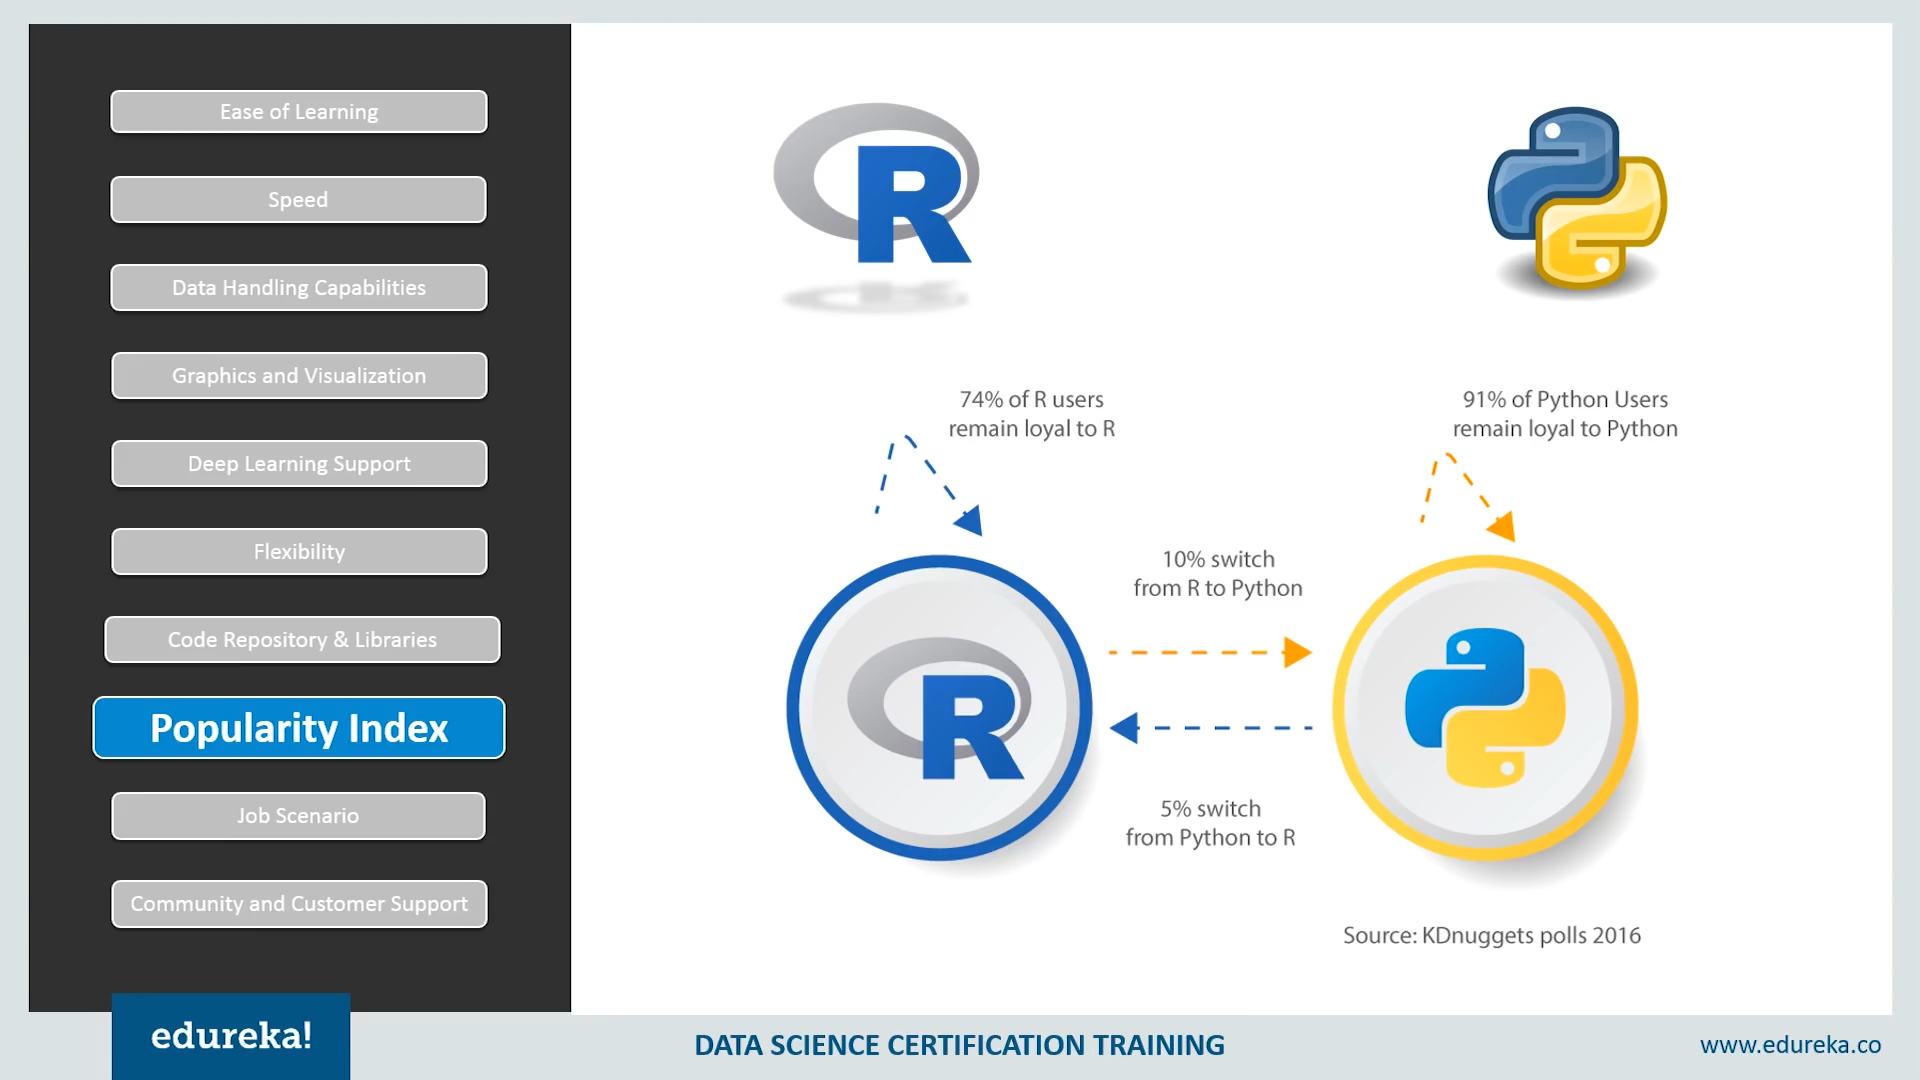 Ease of Learning
Speed
Data Handling Capabilities
Graphics and Visualization
Deep Learning Support
Flexibility
Code Repository & Libraries
Popularity Index
Job Scenario
Community and Customer Support
R
74% of R users
remain loyal to R
91% of Python Users
remain loyal to Python
10% switch
from R to Python
R
5% switch
from Python to R
Source: KDnuggets polls 2016
edureka!
DATA SCIENCE CERTIFICATION TRAINING
www.edureka.co